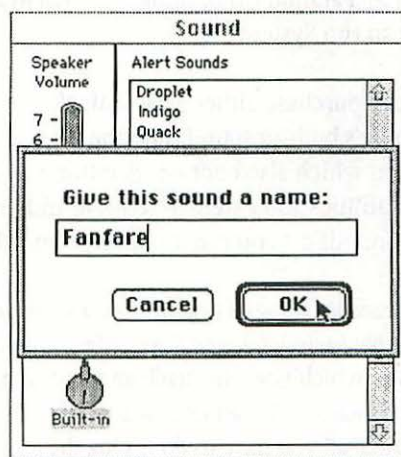 Sound
Speaker
Volume
Alert Sounds
Droplet
Indigo
Quack
7 -
6 -
Give this sound a name:
Fanfare
Cancel
OK
Built-in